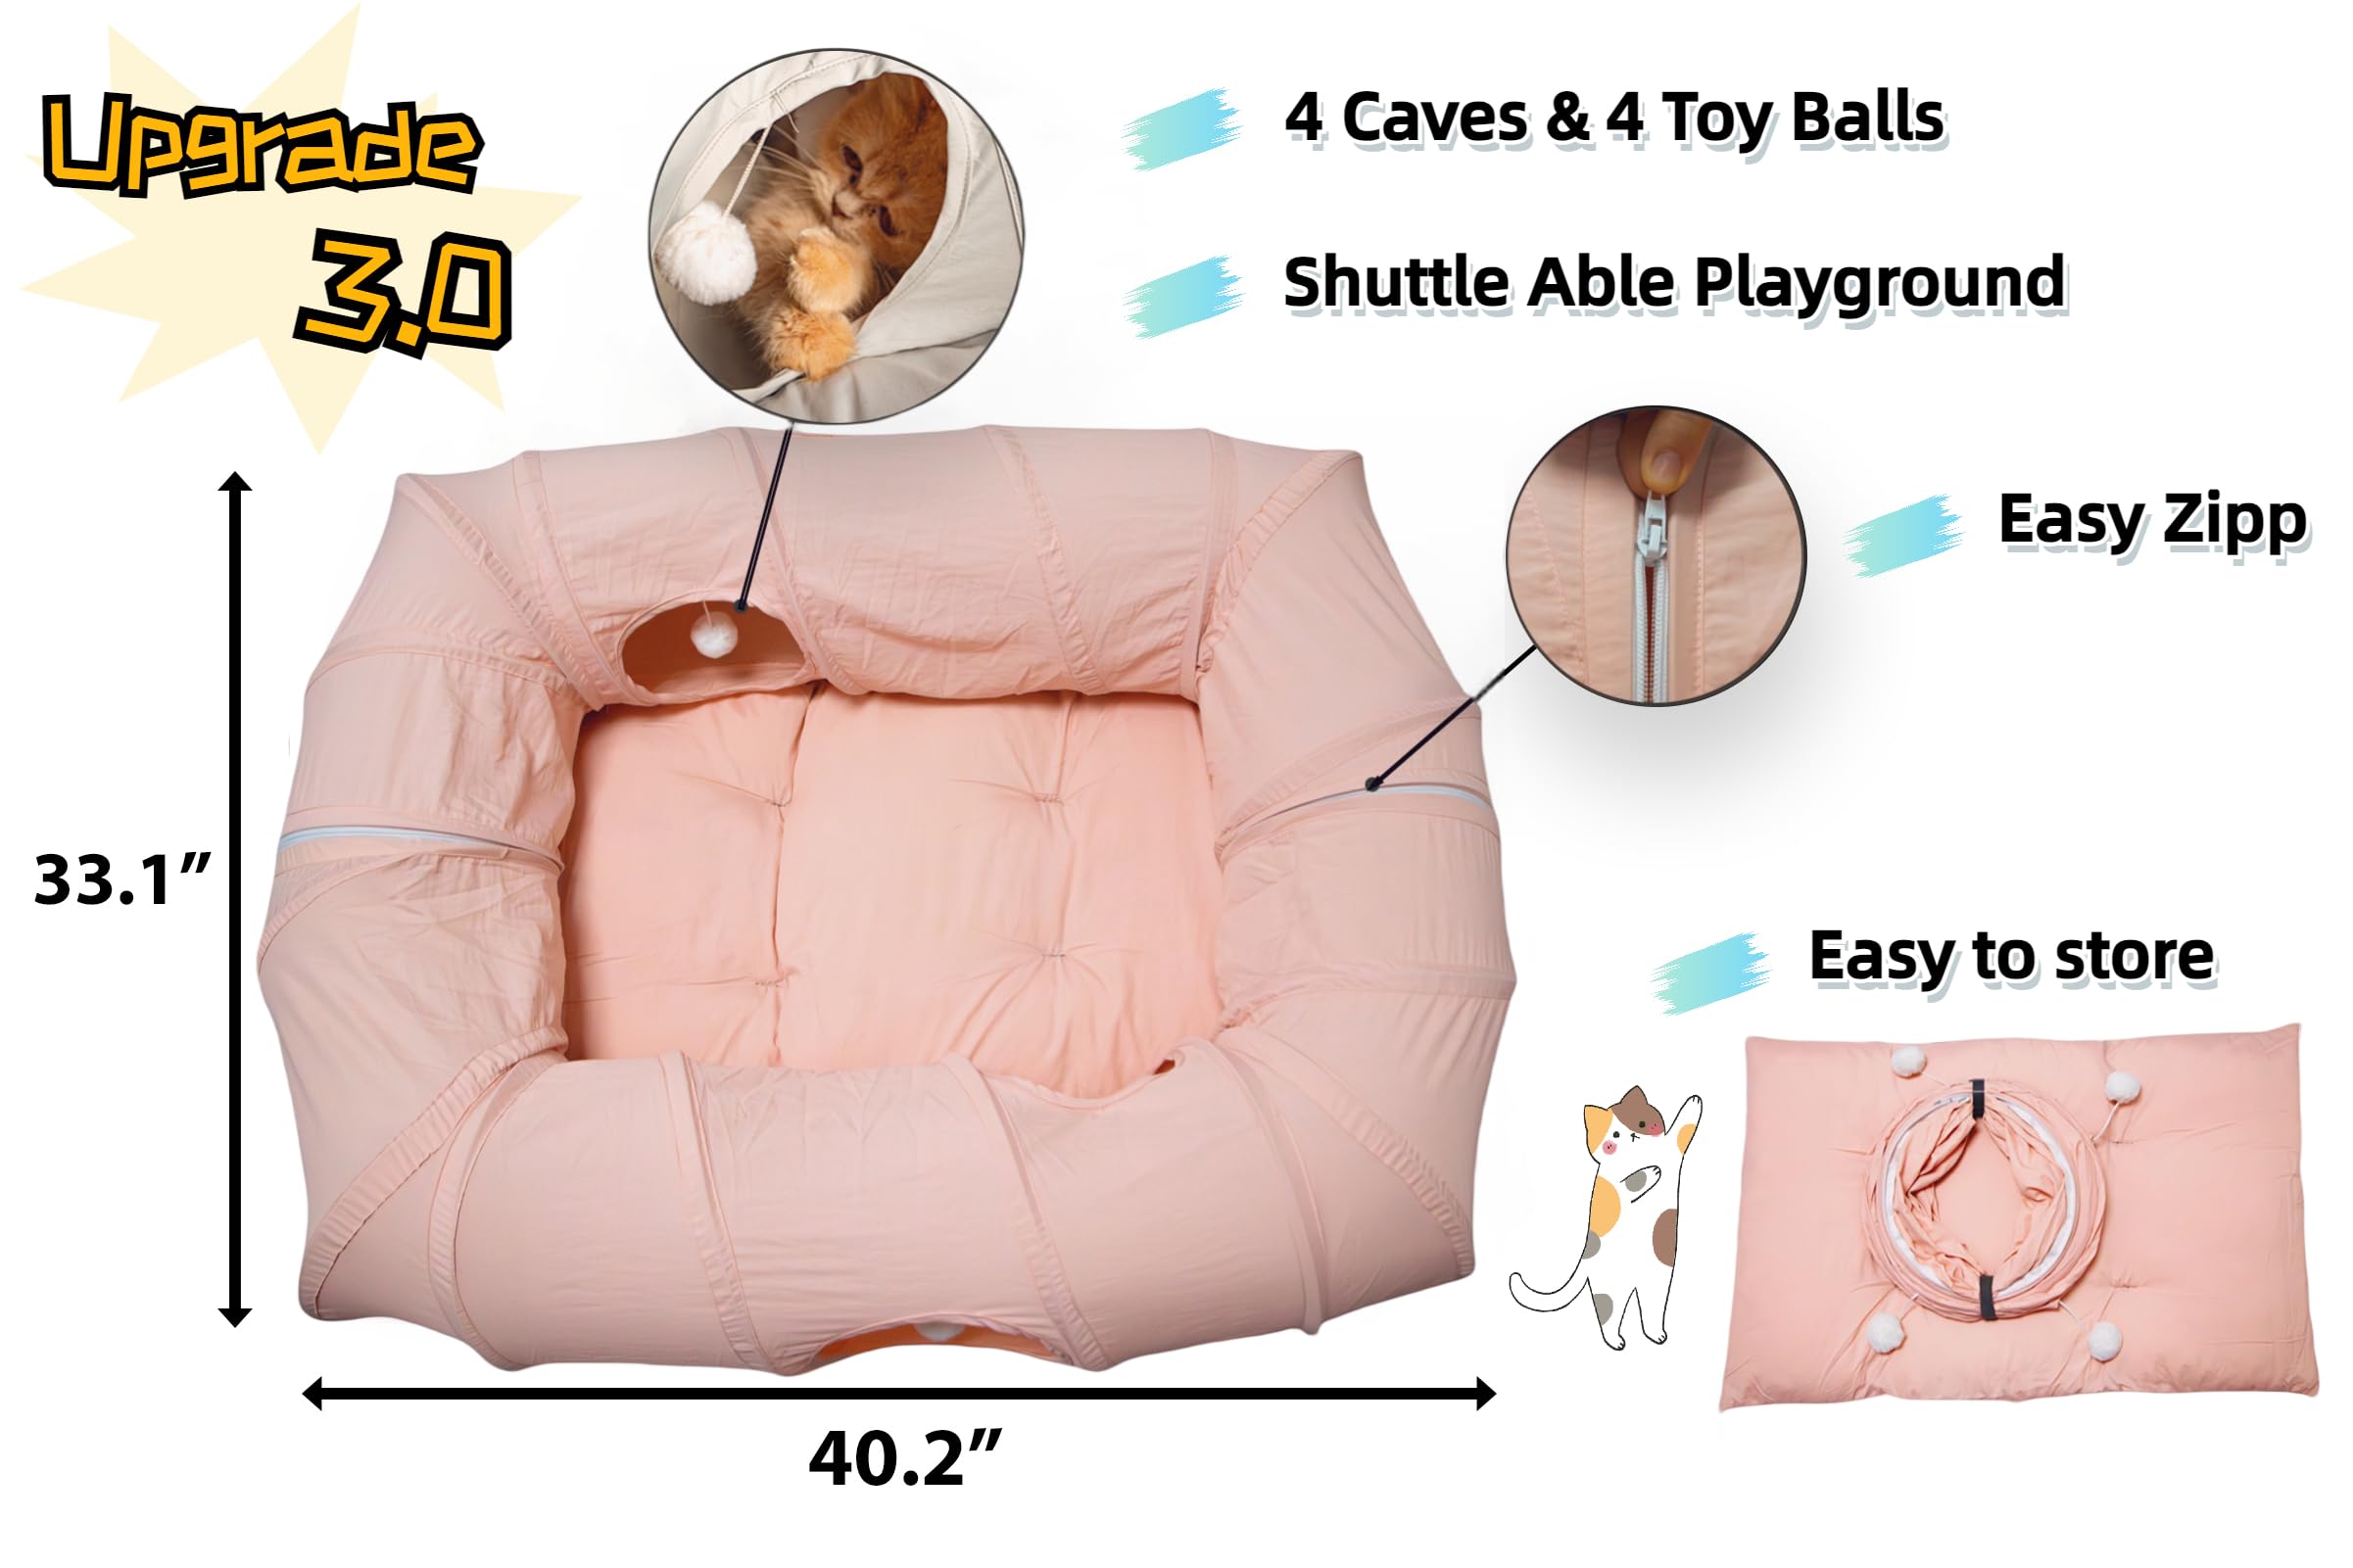 Upgrade
3.0
4 Caves & 4 Toy Balls
Shuttle Able Playground
Easy Zipp
33.1”
Easy to store
40.2”